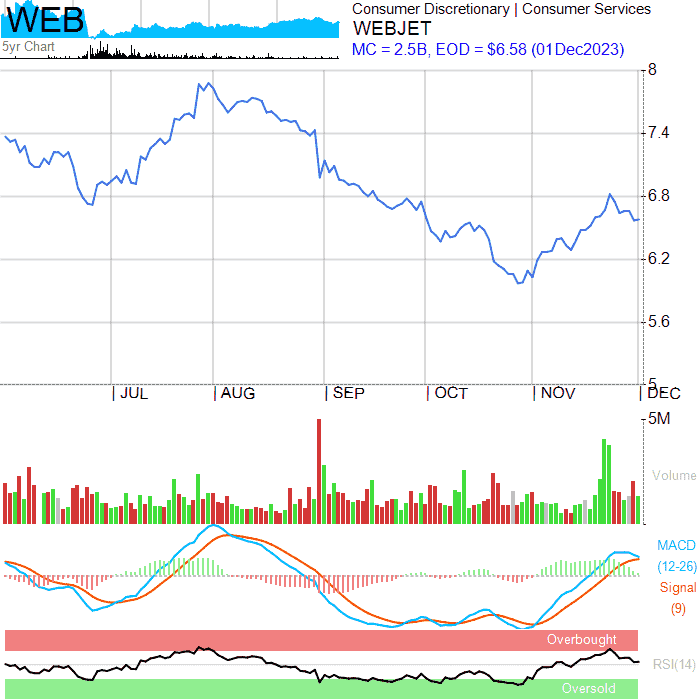 WEB
5yr Chart
Consumer Discretionary | Consumer Services
WEBJET
MC = 2.5B, EOD = $6.58 (01Dec2023)
8
7.4
6.8
6.2
5.6
5
JUL
AUG
SEP
OCT
NOV
DEC
5M
Volume
MACD
(12-26)
Signal
(9)
Overbought
RSI(14)
Oversold